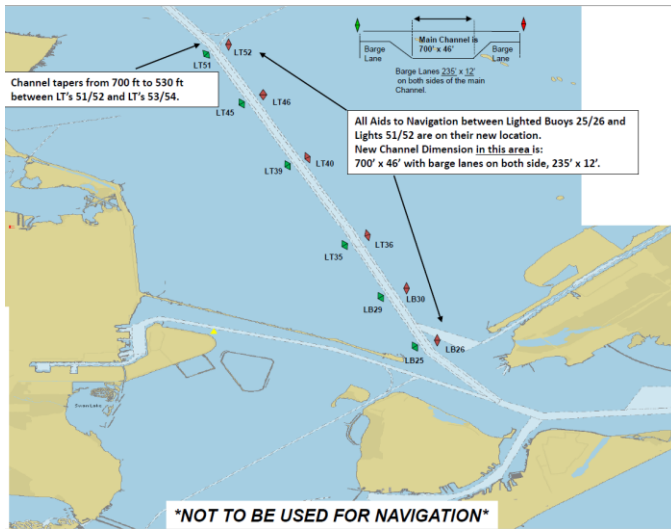 Main Channel is
700' x 46'
Barge
Lane
Barge
Lane
Barge Lanes 235' x 12'
on both sides of the main
Channel.
LT52
LT51
Channel tapers from 700 ft to 530 ft
between LT's 51/52 and LT's 53/54.
LT46
LT45
All Aids to Navigation between Lighted Buoys 25/26 and
Lights 51/52 are on their new location.
New Channel Dimension in this area is:
700' x 46' with barge lanes on both side, 235' x 12'.
LT40
LT39
LT36
LT35
LB30
LB29
LB26
LB25
Swan Lake
*NOT TO BE USED FOR NAVIGATION*